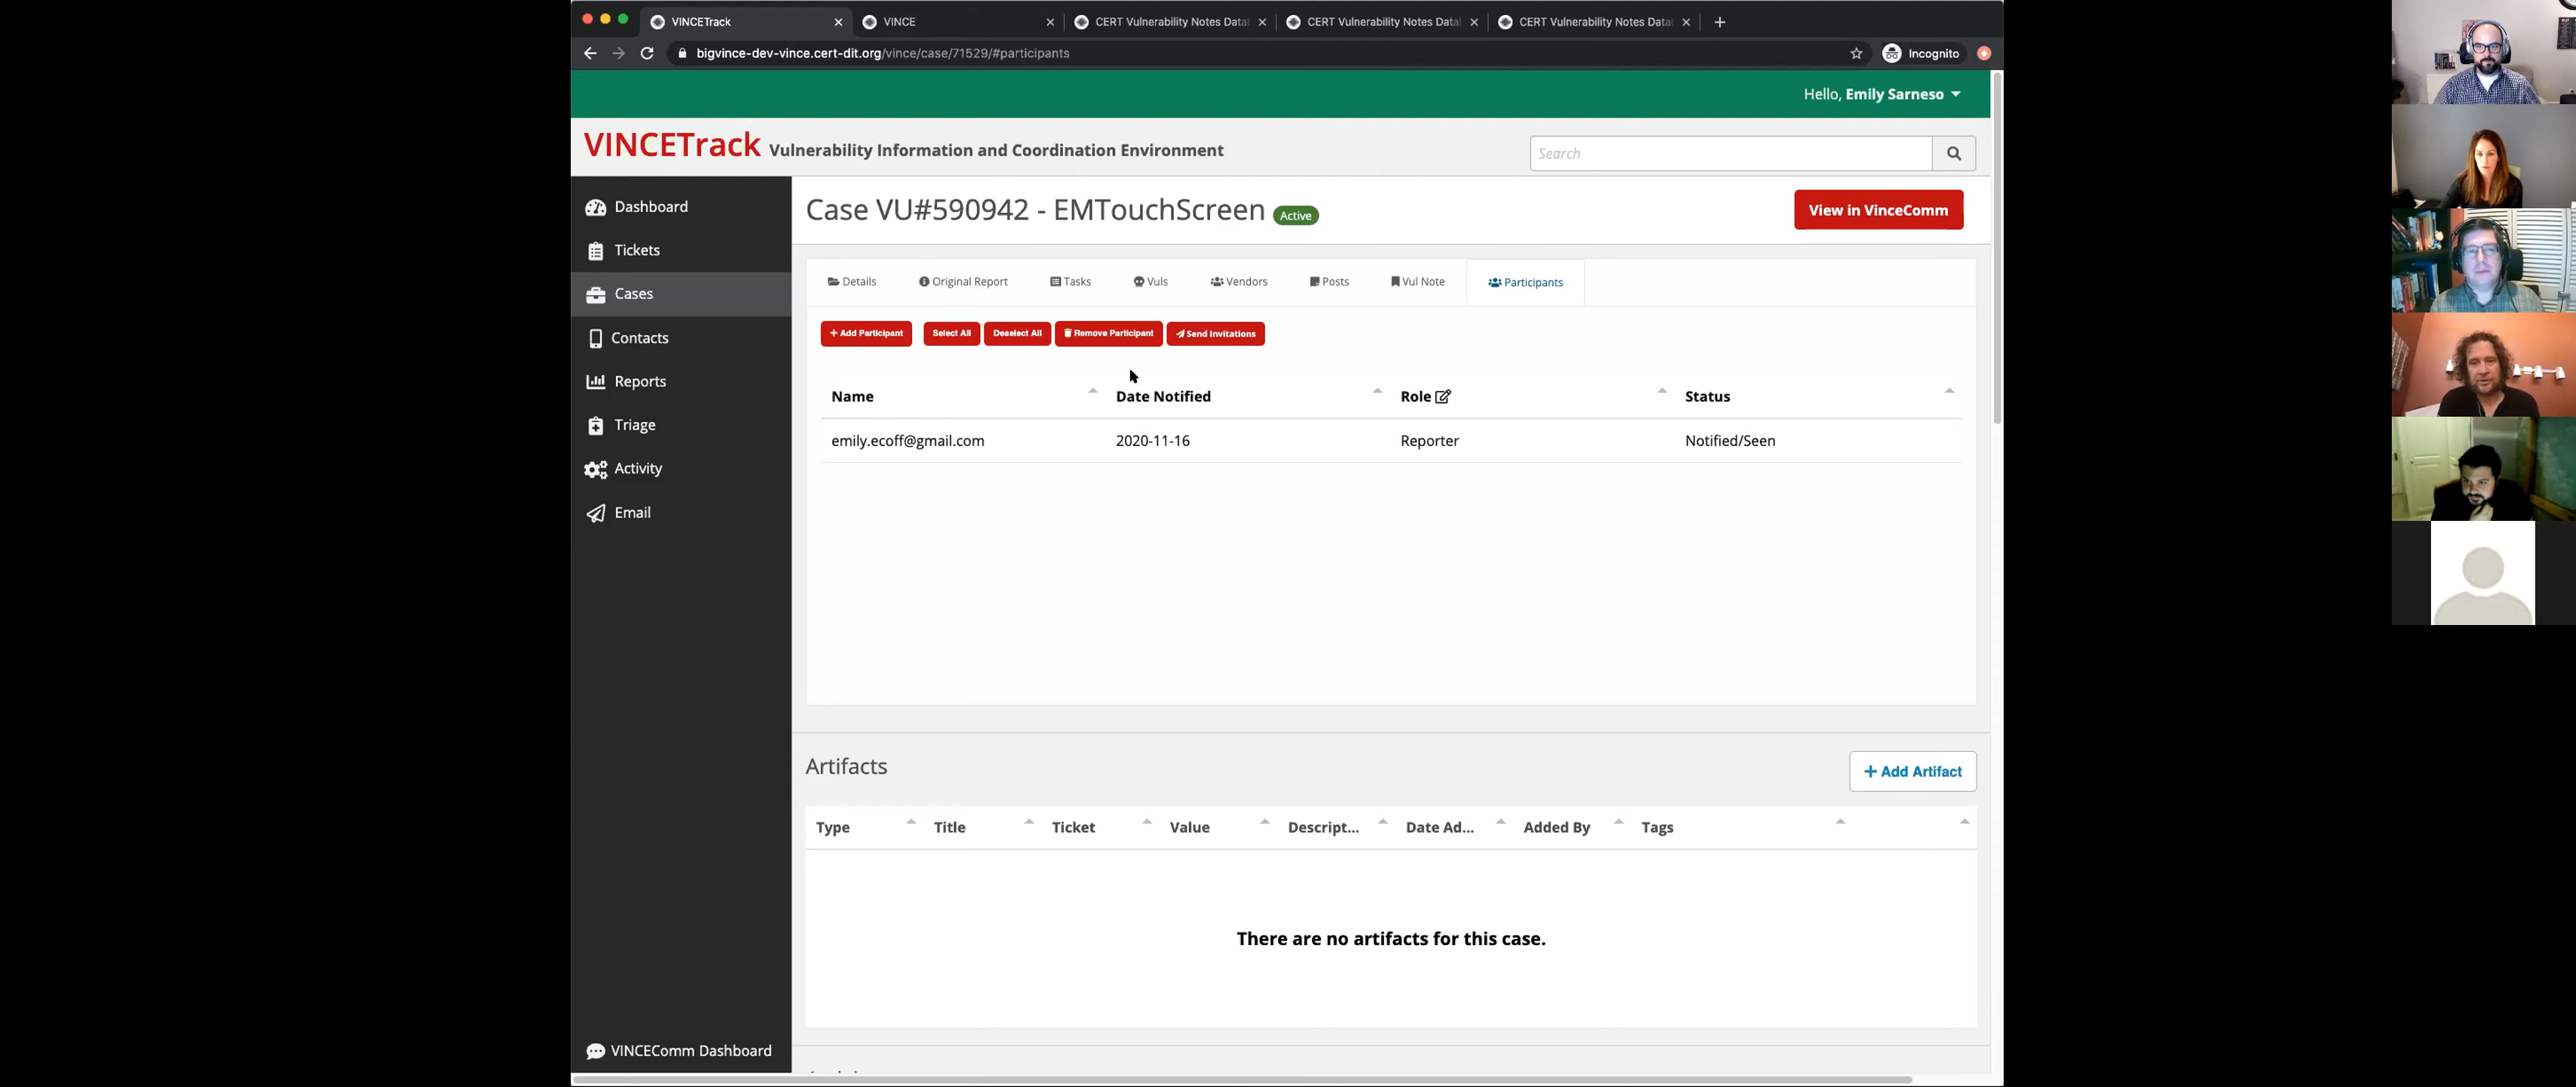 VINCETrack
VINCE
CERT Vulnerability Notes Data
CERT Vulnerability Notes Data
CERT Vulnerability Notes Data
bigvince-dev-vince.cert-dit.org/vince/case/71529/#participants
Incognito
Hello, Emily Sarneso
VINCETrack Vulnerability Information and Coordination Environment
Search
Dashboard
Tickets
Cases
Contacts
Reports
Triage
Activity
Email
VINCEComm Dashboard
Case VU#590942 - EMTouchScreen Active
View in VinceComm
Details Original Report Tasks Vuls Vendors Posts Vul Note Participants
+ Add Participant Select All Deselect All Remove Participant Send Invitations
Name Date Notified Role Status
emily.ecoff@gmail.com 2020-11-16 Reporter Notified/Seen
Artifacts
+ Add Artifact
Type Title Ticket Value Descript... Date Ad... Added By Tags
There are no artifacts for this case.